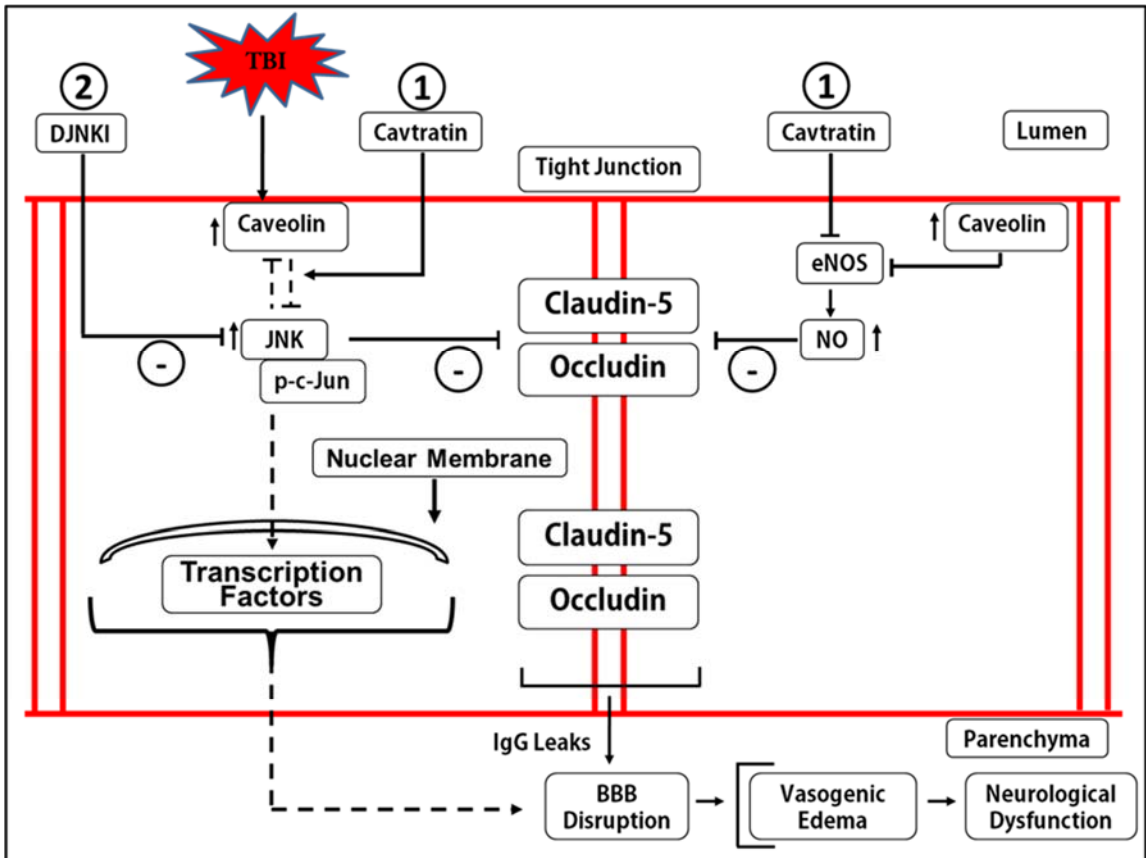 TBI
2
1
1
DJNKI
Cavtratin
Cavtratin
Lumen
Tight Junction
Caveolin
Caveolin
eNOS
Claudin-5
JNK
NO
Occludin
-
-
-
p-c-Jun
Nuclear Membrane
Claudin-5
Transcription
Factors
Occludin
IgG Leaks
Parenchyma
BBB
Disruption
Vasogenic
Edema
Neurological
Dysfunction